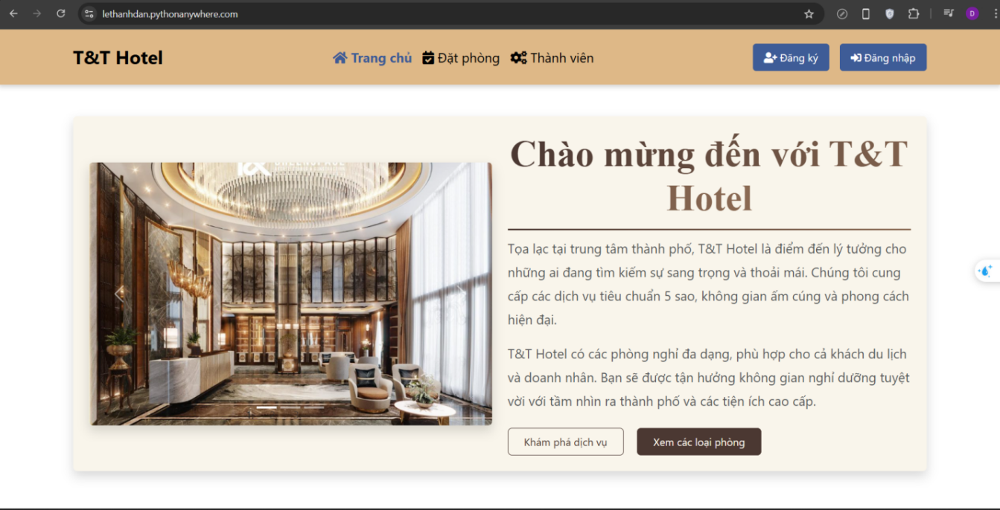 lethanhdan.pythonanywhere.com
D
T&T Hotel
Trang chủ Đặt phòng Thành viên
Đăng ký Đăng nhập
Chào mừng đến với T&T
Hotel
Tọa lạc tại trung tâm thành phố, T&T Hotel là điểm đến lý tưởng cho
những ai đang tìm kiếm sự sang trọng và thoải mái. Chúng tôi cung
cấp các dịch vụ tiêu chuẩn 5 sao, không gian ấm cúng và phong cách
hiện đại.
T&T Hotel có các phòng nghỉ đa dạng, phù hợp cho cả khách du lịch
và doanh nhân. Bạn sẽ được tận hưởng không gian nghỉ dưỡng tuyệt
vời với tầm nhìn ra thành phố và các tiện ích cao cấp.
Khám phá dịch vụ Xem các loại phòng